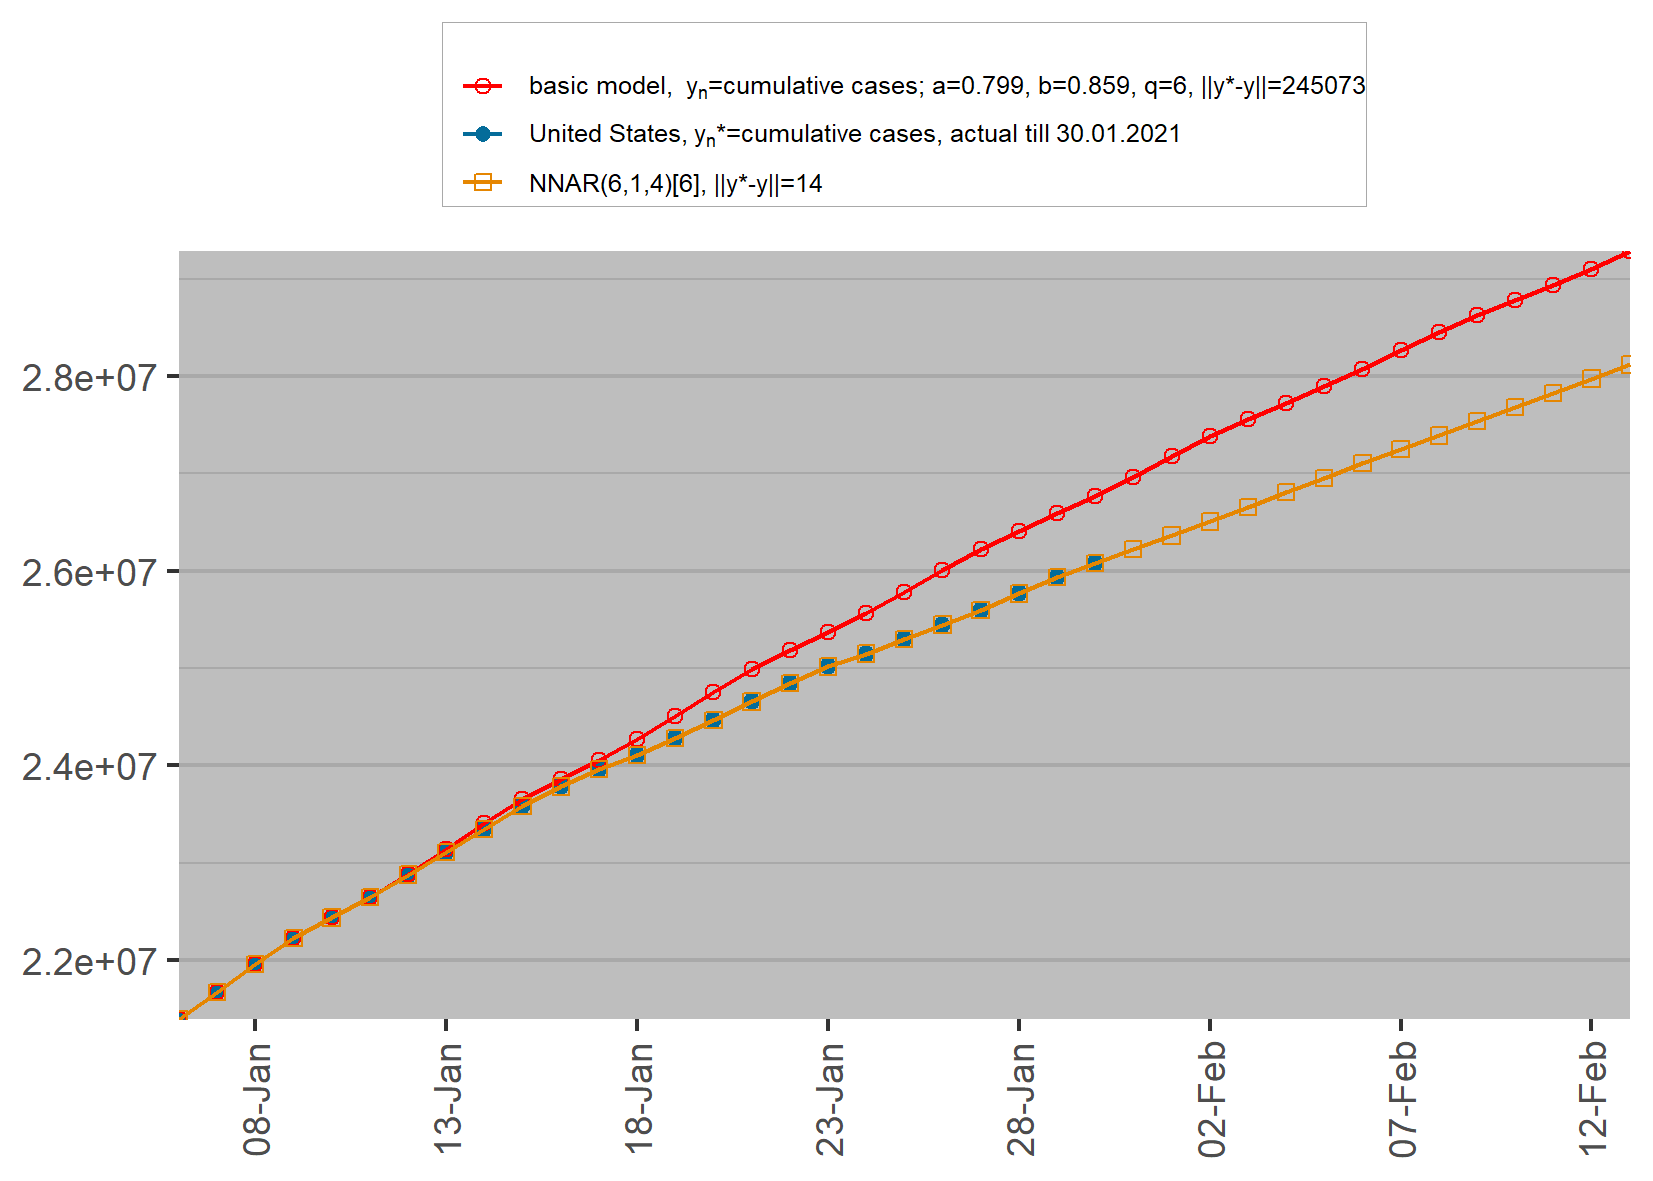 basic model, yn=cumulative cases; a=0.799, b=0.859, q=6, ||y*-y||=245073
United States, yn*=cumulative cases, actual till 30.01.2021
NNAR(6,1,4)[6], ||y*-y||=14
2.8e+07
2.6e+07
2.4e+07
2.2e+07
08-Jan
13-Jan
18-Jan
23-Jan
28-Jan
02-Feb
07-Feb
12-Feb